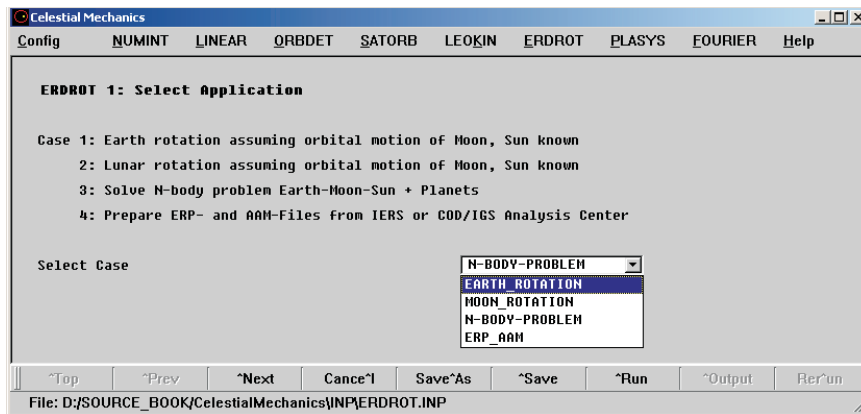 Celestial Mechanics
Config NUMINT LINEAR ORBDET SATORB LEOKIN ERDROT PLASYS FOURIER Help
ERDROT 1: Select Application
Case 1: Earth rotation assuming orbital motion of Moon, Sun known
2: Lunar rotation assuming orbital motion of Moon, Sun known
3: Solve N-body problem Earth-Moon-Sun + Planets
4: Prepare ERP- and AAM-Files from IERS or COD/IGS Analysis Center
Select Case N-BODY-PROBLEM
EARTH_ROTATION
MOON_ROTATION
N-BODY-PROBLEM
ERP_AAM
^Top ^Prev ^Next Cance^l Save^As ^Save ^Run ^Output Rer^un
File: D:/SOURCE_BOOK/CelestialMechanics\INP\ERDROT.INP